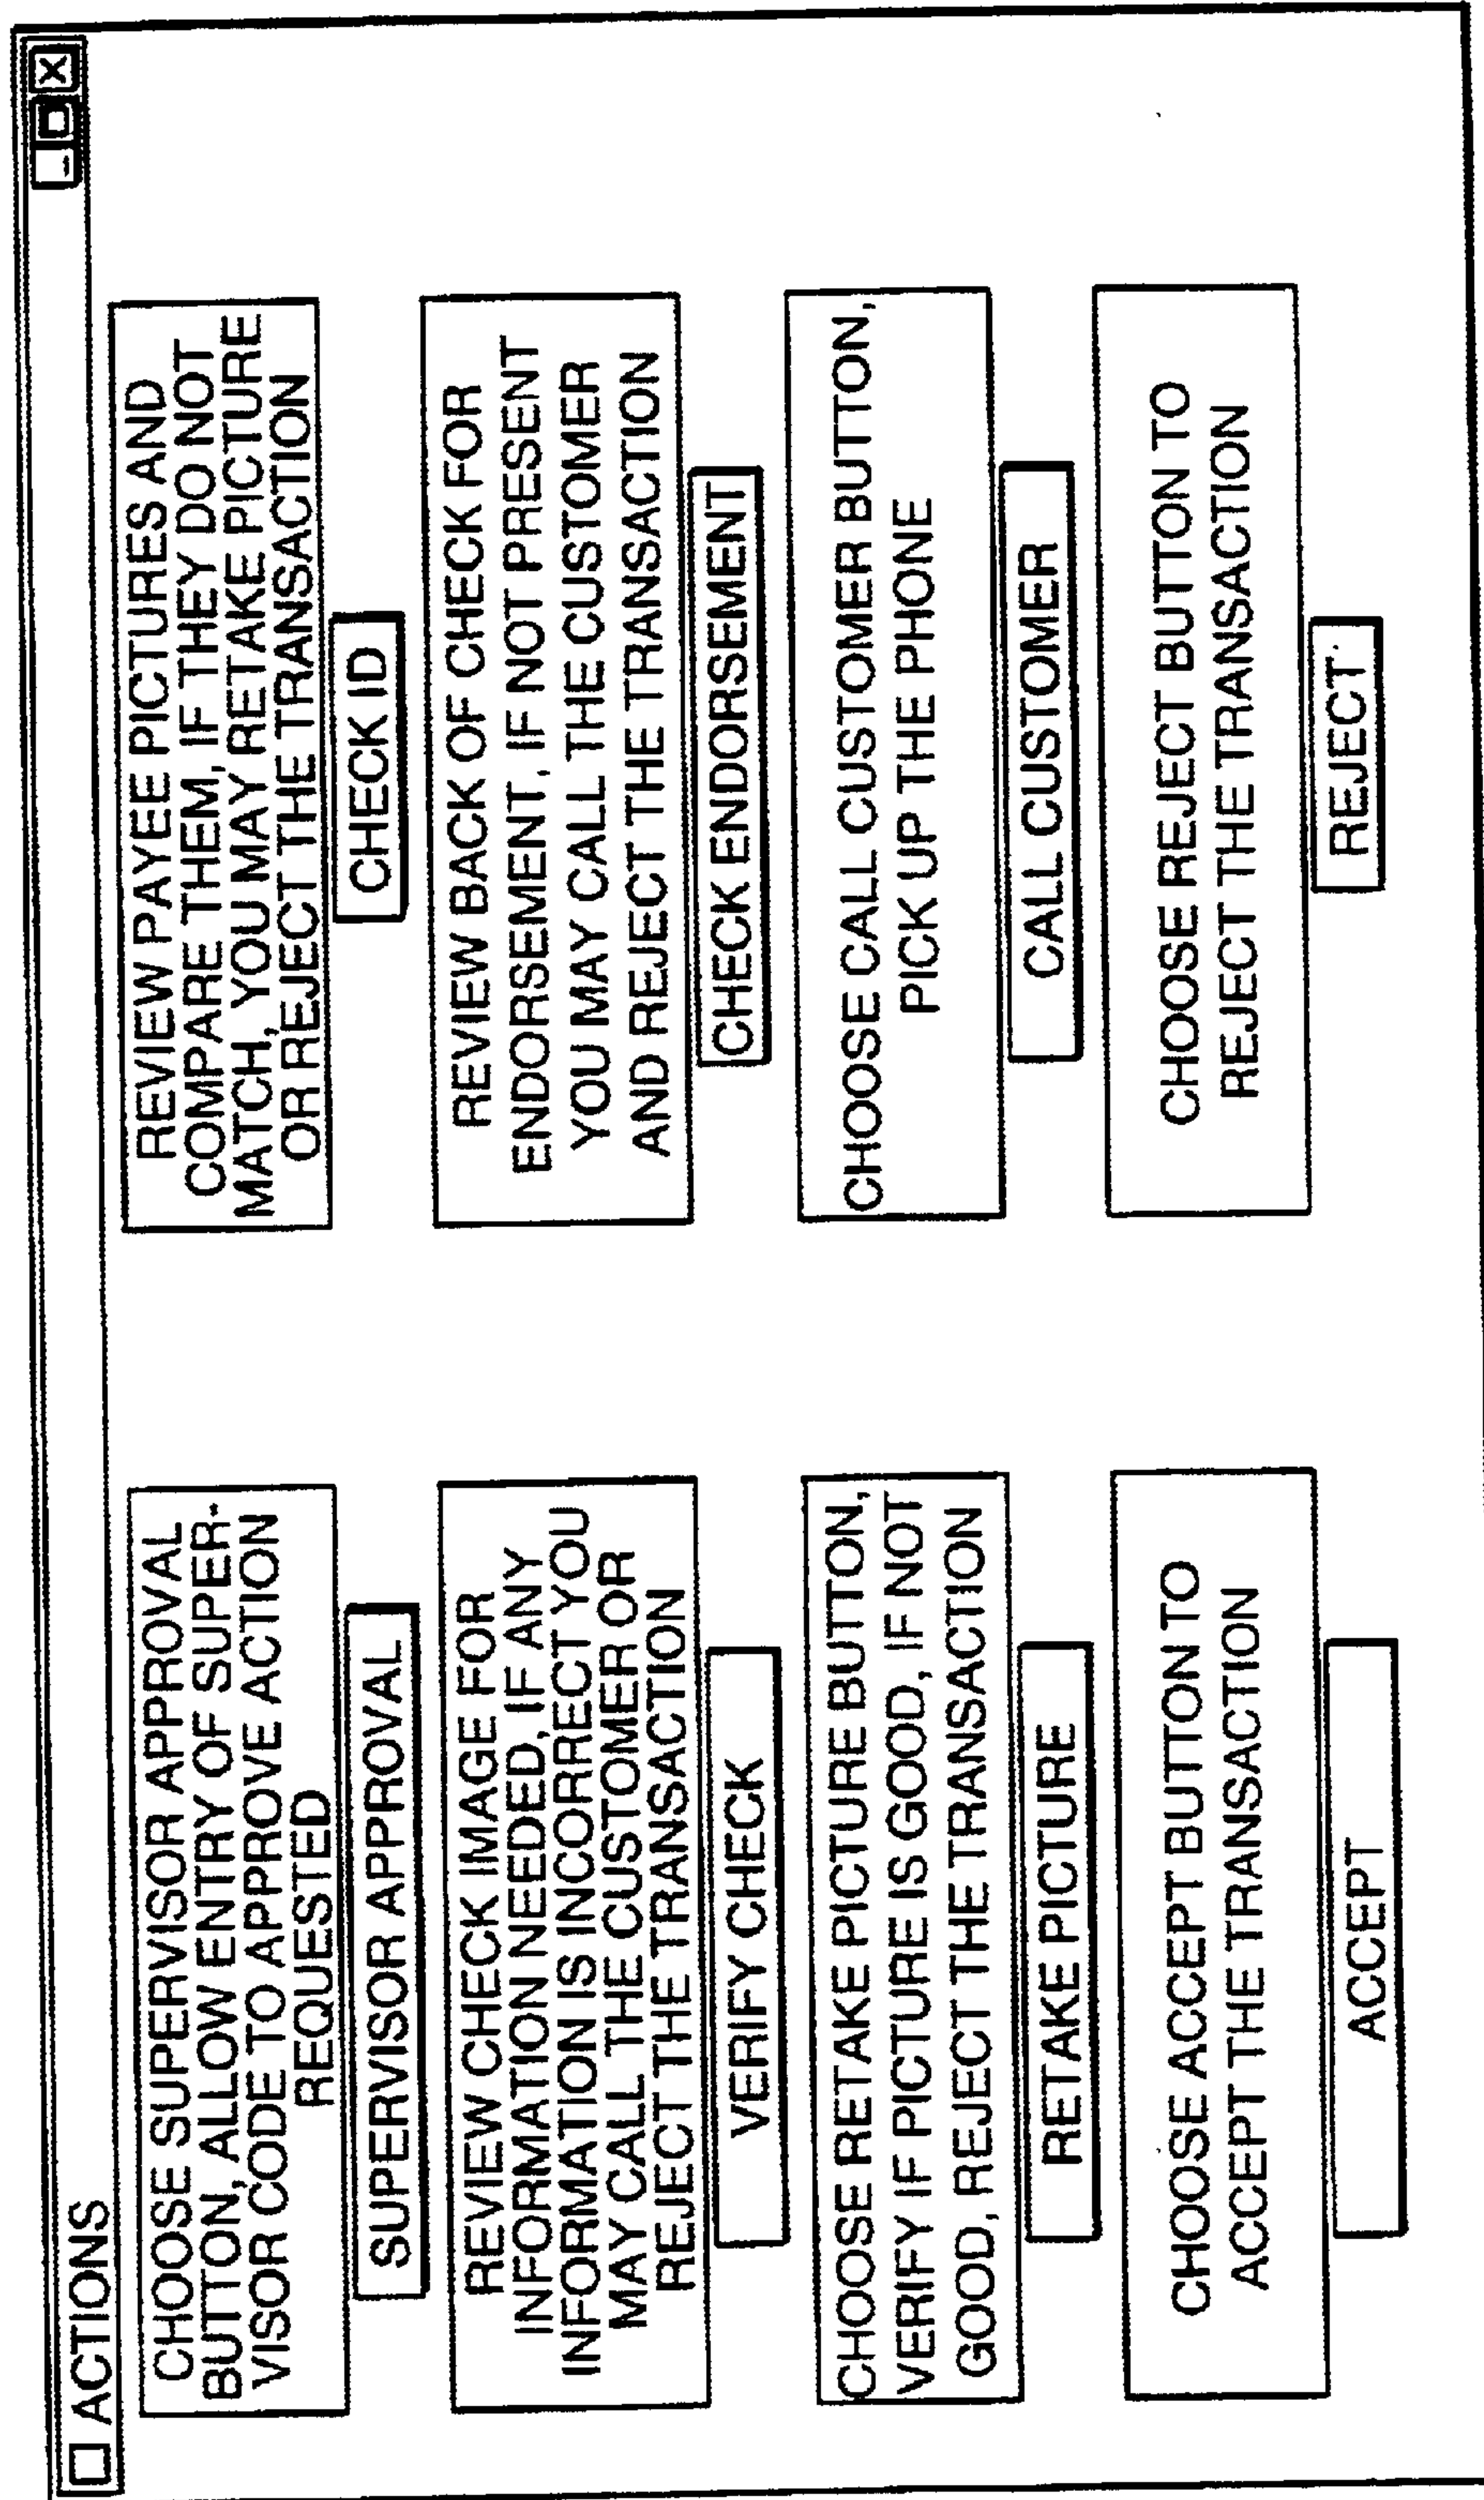 ACTIONS
CHOOSE SUPERVISOR APPROVAL
BUTTON, ALLOW ENTRY OF SUPER-
VISOR CODE TO APPROVE ACTION
REQUESTED
SUPERVISOR APPROVAL
REVIEW PAYEE PICTURES AND
COMPARE THEM, IF THEY DO NOT
MATCH, YOU MAY RETAKE PICTURE
OR REJECT THE TRANSACTION
CHECK ID
REVIEW CHECK IMAGE FOR
INFORMATION NEEDED, IF ANY
INFORMATION IS INCORRECT YOU
MAY CALL THE CUSTOMER OR
REJECT THE TRANSACTION
VERIFY CHECK
REVIEW BACK OF CHECK FOR
ENDORSEMENT, IF NOT PRESENT
YOU MAY CALL THE CUSTOMER
AND REJECT THE TRANSACTION
CHECK ENDORSEMENT
CHOOSE RETAKE PICTURE BUTTON,
VERIFY IF PICTURE IS GOOD, IF NOT
GOOD, REJECT THE TRANSACTION
RETAKE PICTURE
CHOOSE CALL CUSTOMER BUTTON,
PICK UP THE PHONE
CALL CUSTOMER
CHOOSE ACCEPT BUTTON TO
ACCEPT THE TRANSACTION
ACCEPT
CHOOSE REJECT BUTTON TO
REJECT THE TRANSACTION
REJECT